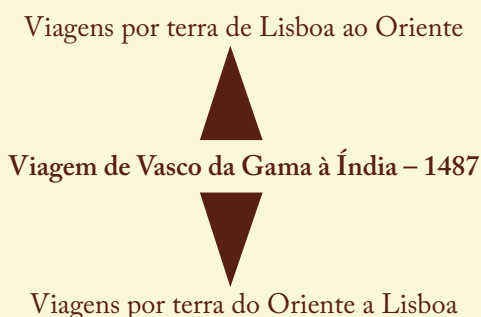 Viagens por terra de Lisboa ao Oriente
Viagem de Vasco da Gama à Índia – 1487
Viagens por terra do Oriente a Lisboa